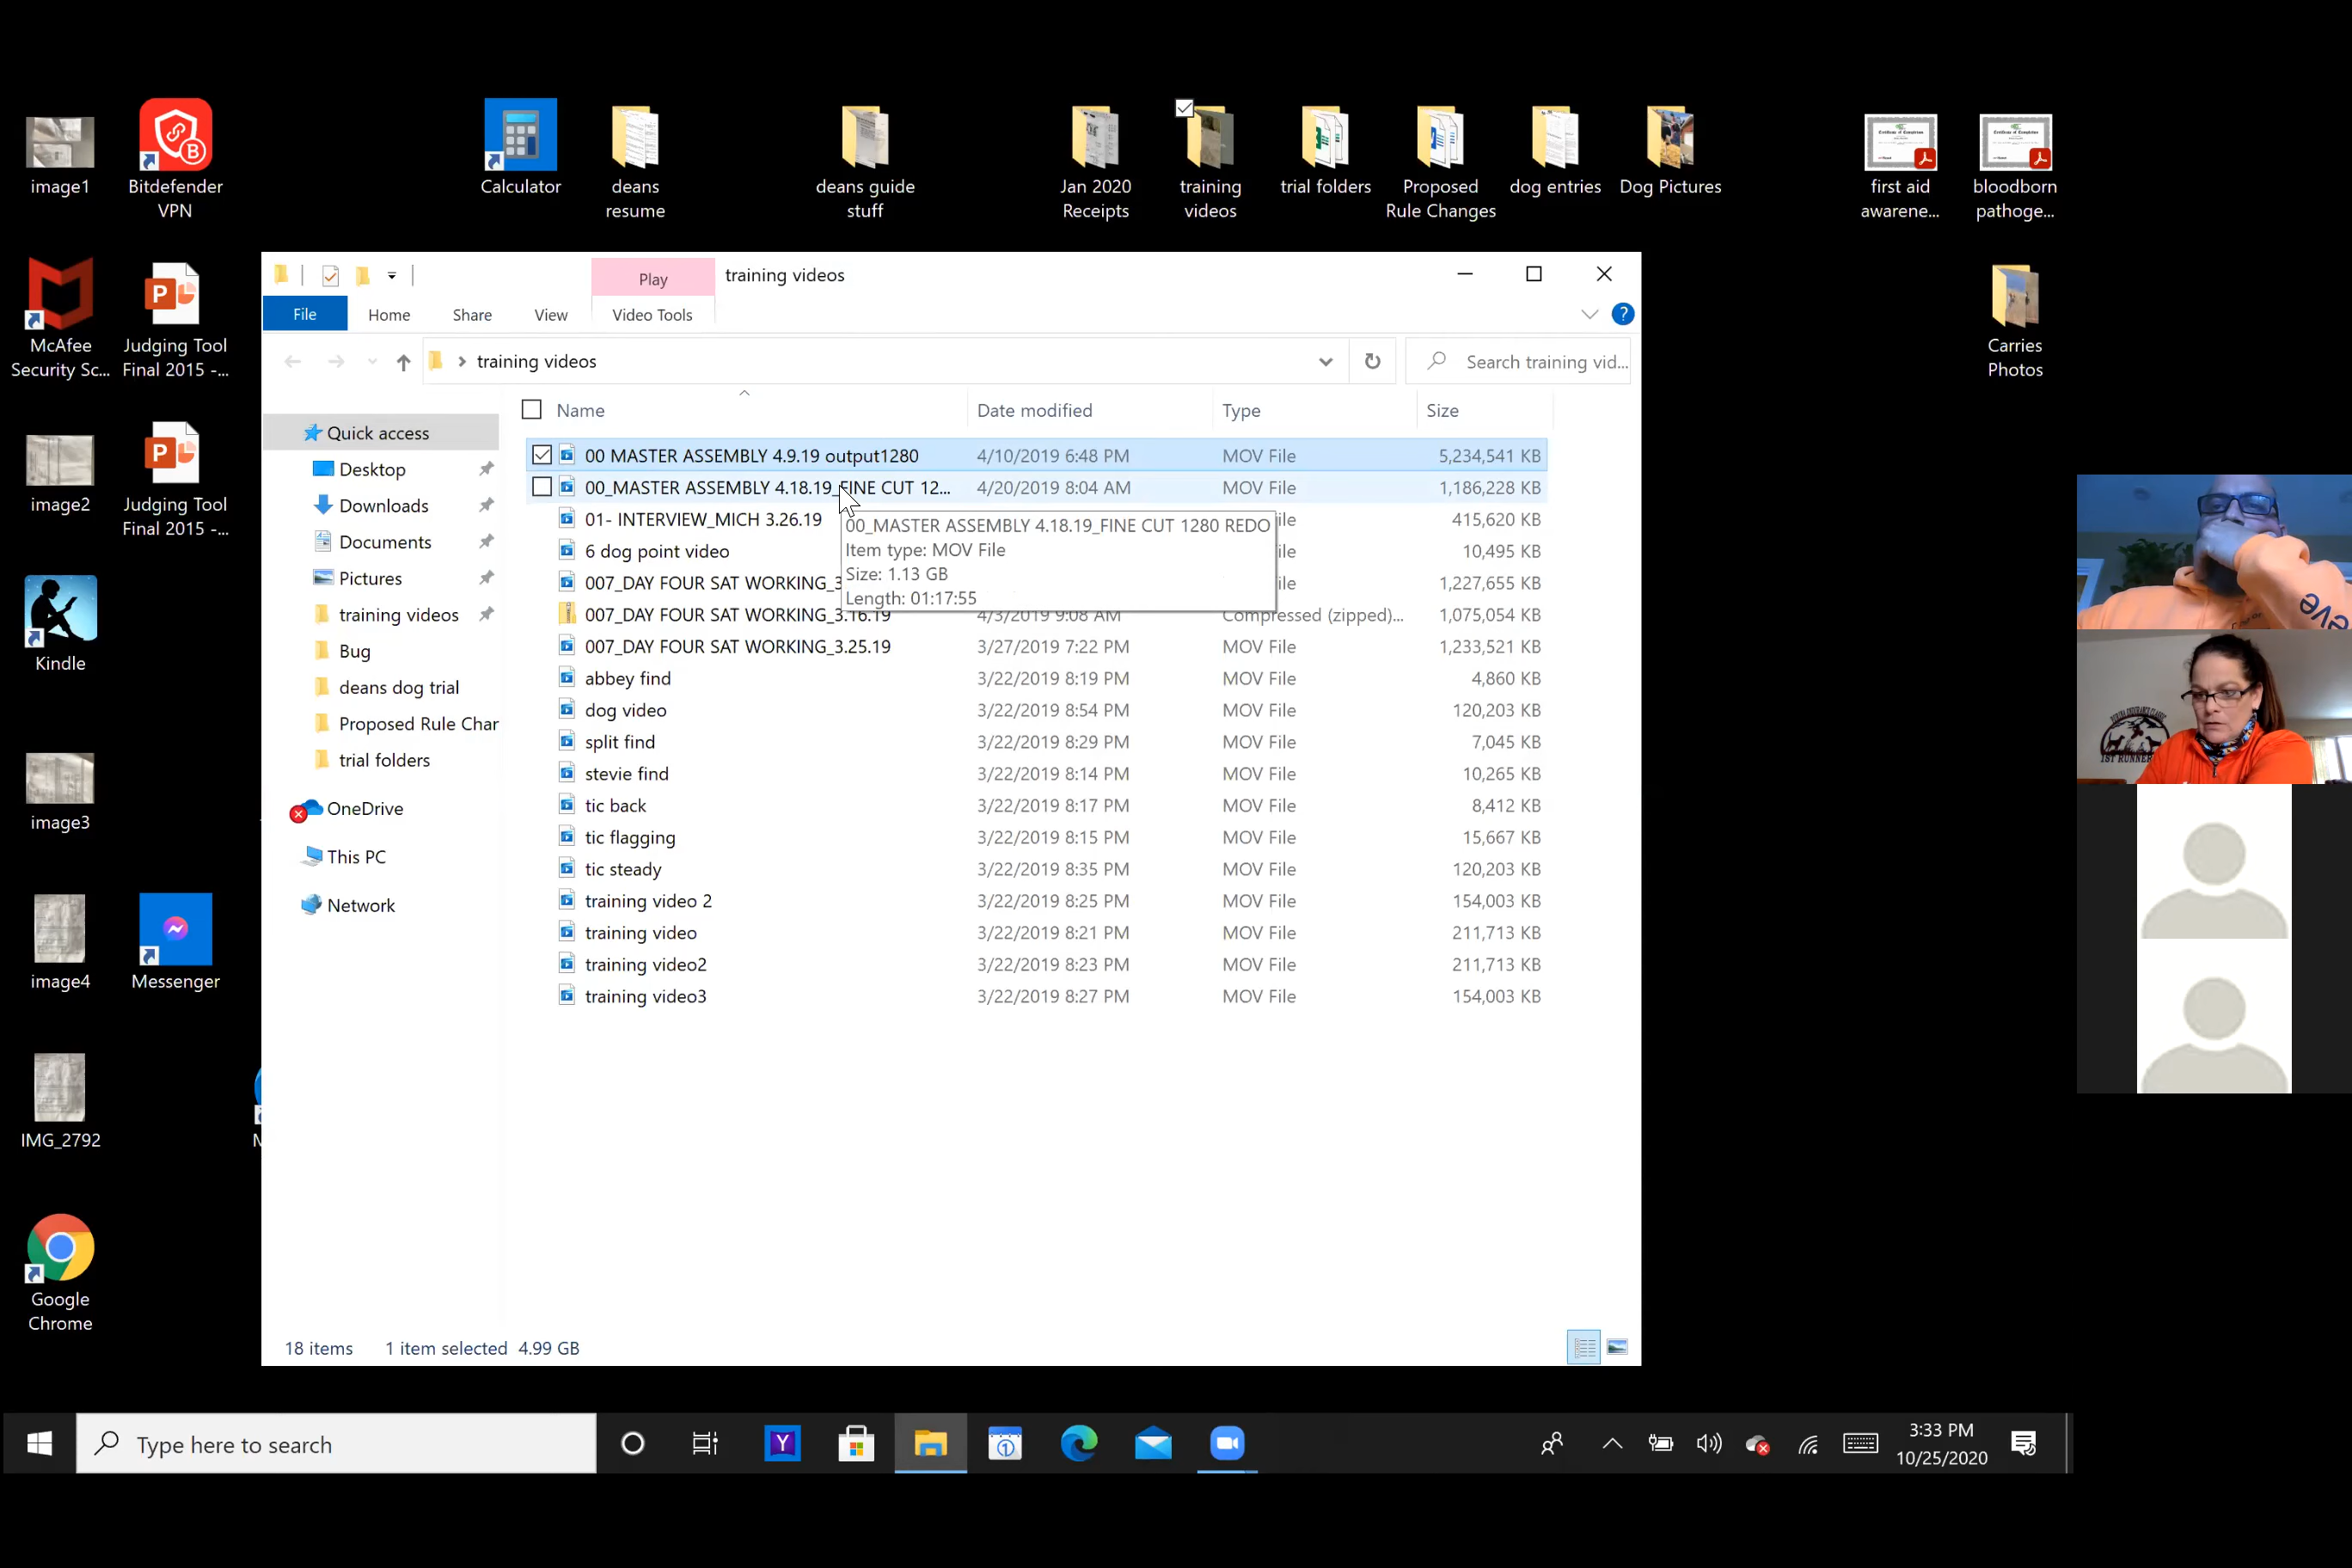 image1
Bitdefender
VPN
Calculator
deans
resume
deans guide
stuff
Jan 2020
Receipts
training
videos
trial folders
Proposed
Rule Changes
dog entries
Dog Pictures
first aid
awarene...
bloodborn
pathoge...
McAfee
Security Sc...
Judging Tool
Final 2015 -...
Carries
Photos
image2
Judging Tool
Final 2015 -...
Kindle
image3
image4
Messenger
IMG_2792
Google
Chrome
Play
training videos
File
Home
Share
View
Video Tools
training videos
Search training vid...
Name
Date modified
Type
Size
Quick access
Desktop
Downloads
Documents
Pictures
training videos
Bug
deans dog trial
Proposed Rule Char
trial folders
OneDrive
This PC
Network
00 MASTER ASSEMBLY 4.9.19 output1280 4/10/2019 6:48 PM MOV File 5,234,541 KB
00_MASTER ASSEMBLY 4.18.19_FINE CUT 12... 4/20/2019 8:04 AM MOV File 1,186,228 KB
01- INTERVIEW_MICH 3.26.19 ile 415,620 KB
6 dog point video ile 10,495 KB
007_DAY FOUR SAT WORKING_3 ile 1,227,655 KB
007_DAY FOUR SAT WORKING_3.16.19 4/3/2019 9:08 AM Compressed (zipped)... 1,075,054 KB
007_DAY FOUR SAT WORKING_3.25.19 3/27/2019 7:22 PM MOV File 1,233,521 KB
abbey find 3/22/2019 8:19 PM MOV File 4,860 KB
dog video 3/22/2019 8:54 PM MOV File 120,203 KB
split find 3/22/2019 8:29 PM MOV File 7,045 KB
stevie find 3/22/2019 8:14 PM MOV File 10,265 KB
tic back 3/22/2019 8:17 PM MOV File 8,412 KB
tic flagging 3/22/2019 8:15 PM MOV File 15,667 KB
tic steady 3/22/2019 8:35 PM MOV File 120,203 KB
training video 2 3/22/2019 8:25 PM MOV File 154,003 KB
training video 3/22/2019 8:21 PM MOV File 211,713 KB
training video2 3/22/2019 8:23 PM MOV File 211,713 KB
training video3 3/22/2019 8:27 PM MOV File 154,003 KB
00_MASTER ASSEMBLY 4.18.19_FINE CUT 1280 REDO
Item type: MOV File
Size: 1.13 GB
Length: 01:17:55
18 items 1 item selected 4.99 GB
eve
1ST RUNNER
Type here to search
3:33 PM
10/25/2020